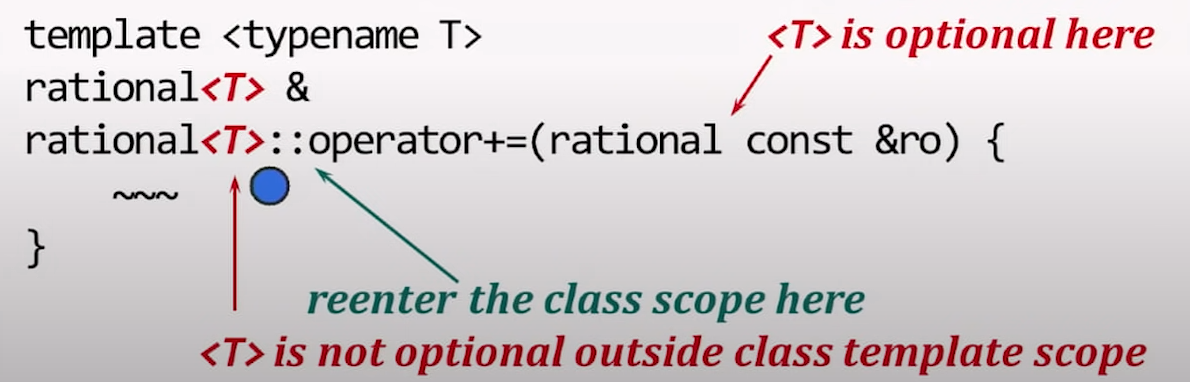 template <typename T>
<T> is optional here
rational<T> &
rational<T>::operator+=(rational const &ro) {
~~~
}
reenter the class scope here
<T> is not optional outside class template scope